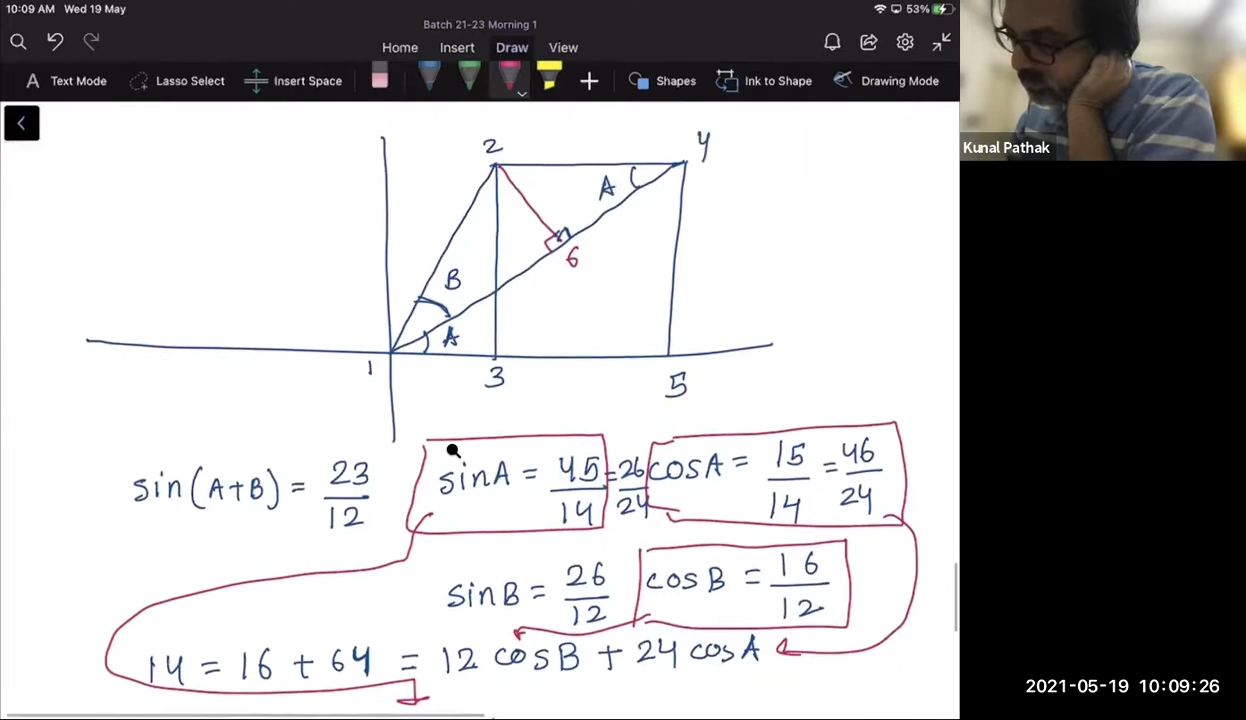 10:09 AM Wed 19 May
53%
Batch 21-23 Morning 1
Home Insert Draw View
Text Mode Lasso Select Insert Space Shapes Ink to Shape Drawing Mode
Kunal Pathak
2 4
A
6
B
A
1 3 5
sin(A+B) = 23/12 sinA = 45/14 = 26/24 cosA = 15/14 = 46/24
sinB = 26/12 cosB = 16/12
14 = 16 + 64 = 12 cosB + 24 cosA
2021-05-19 10:09:26